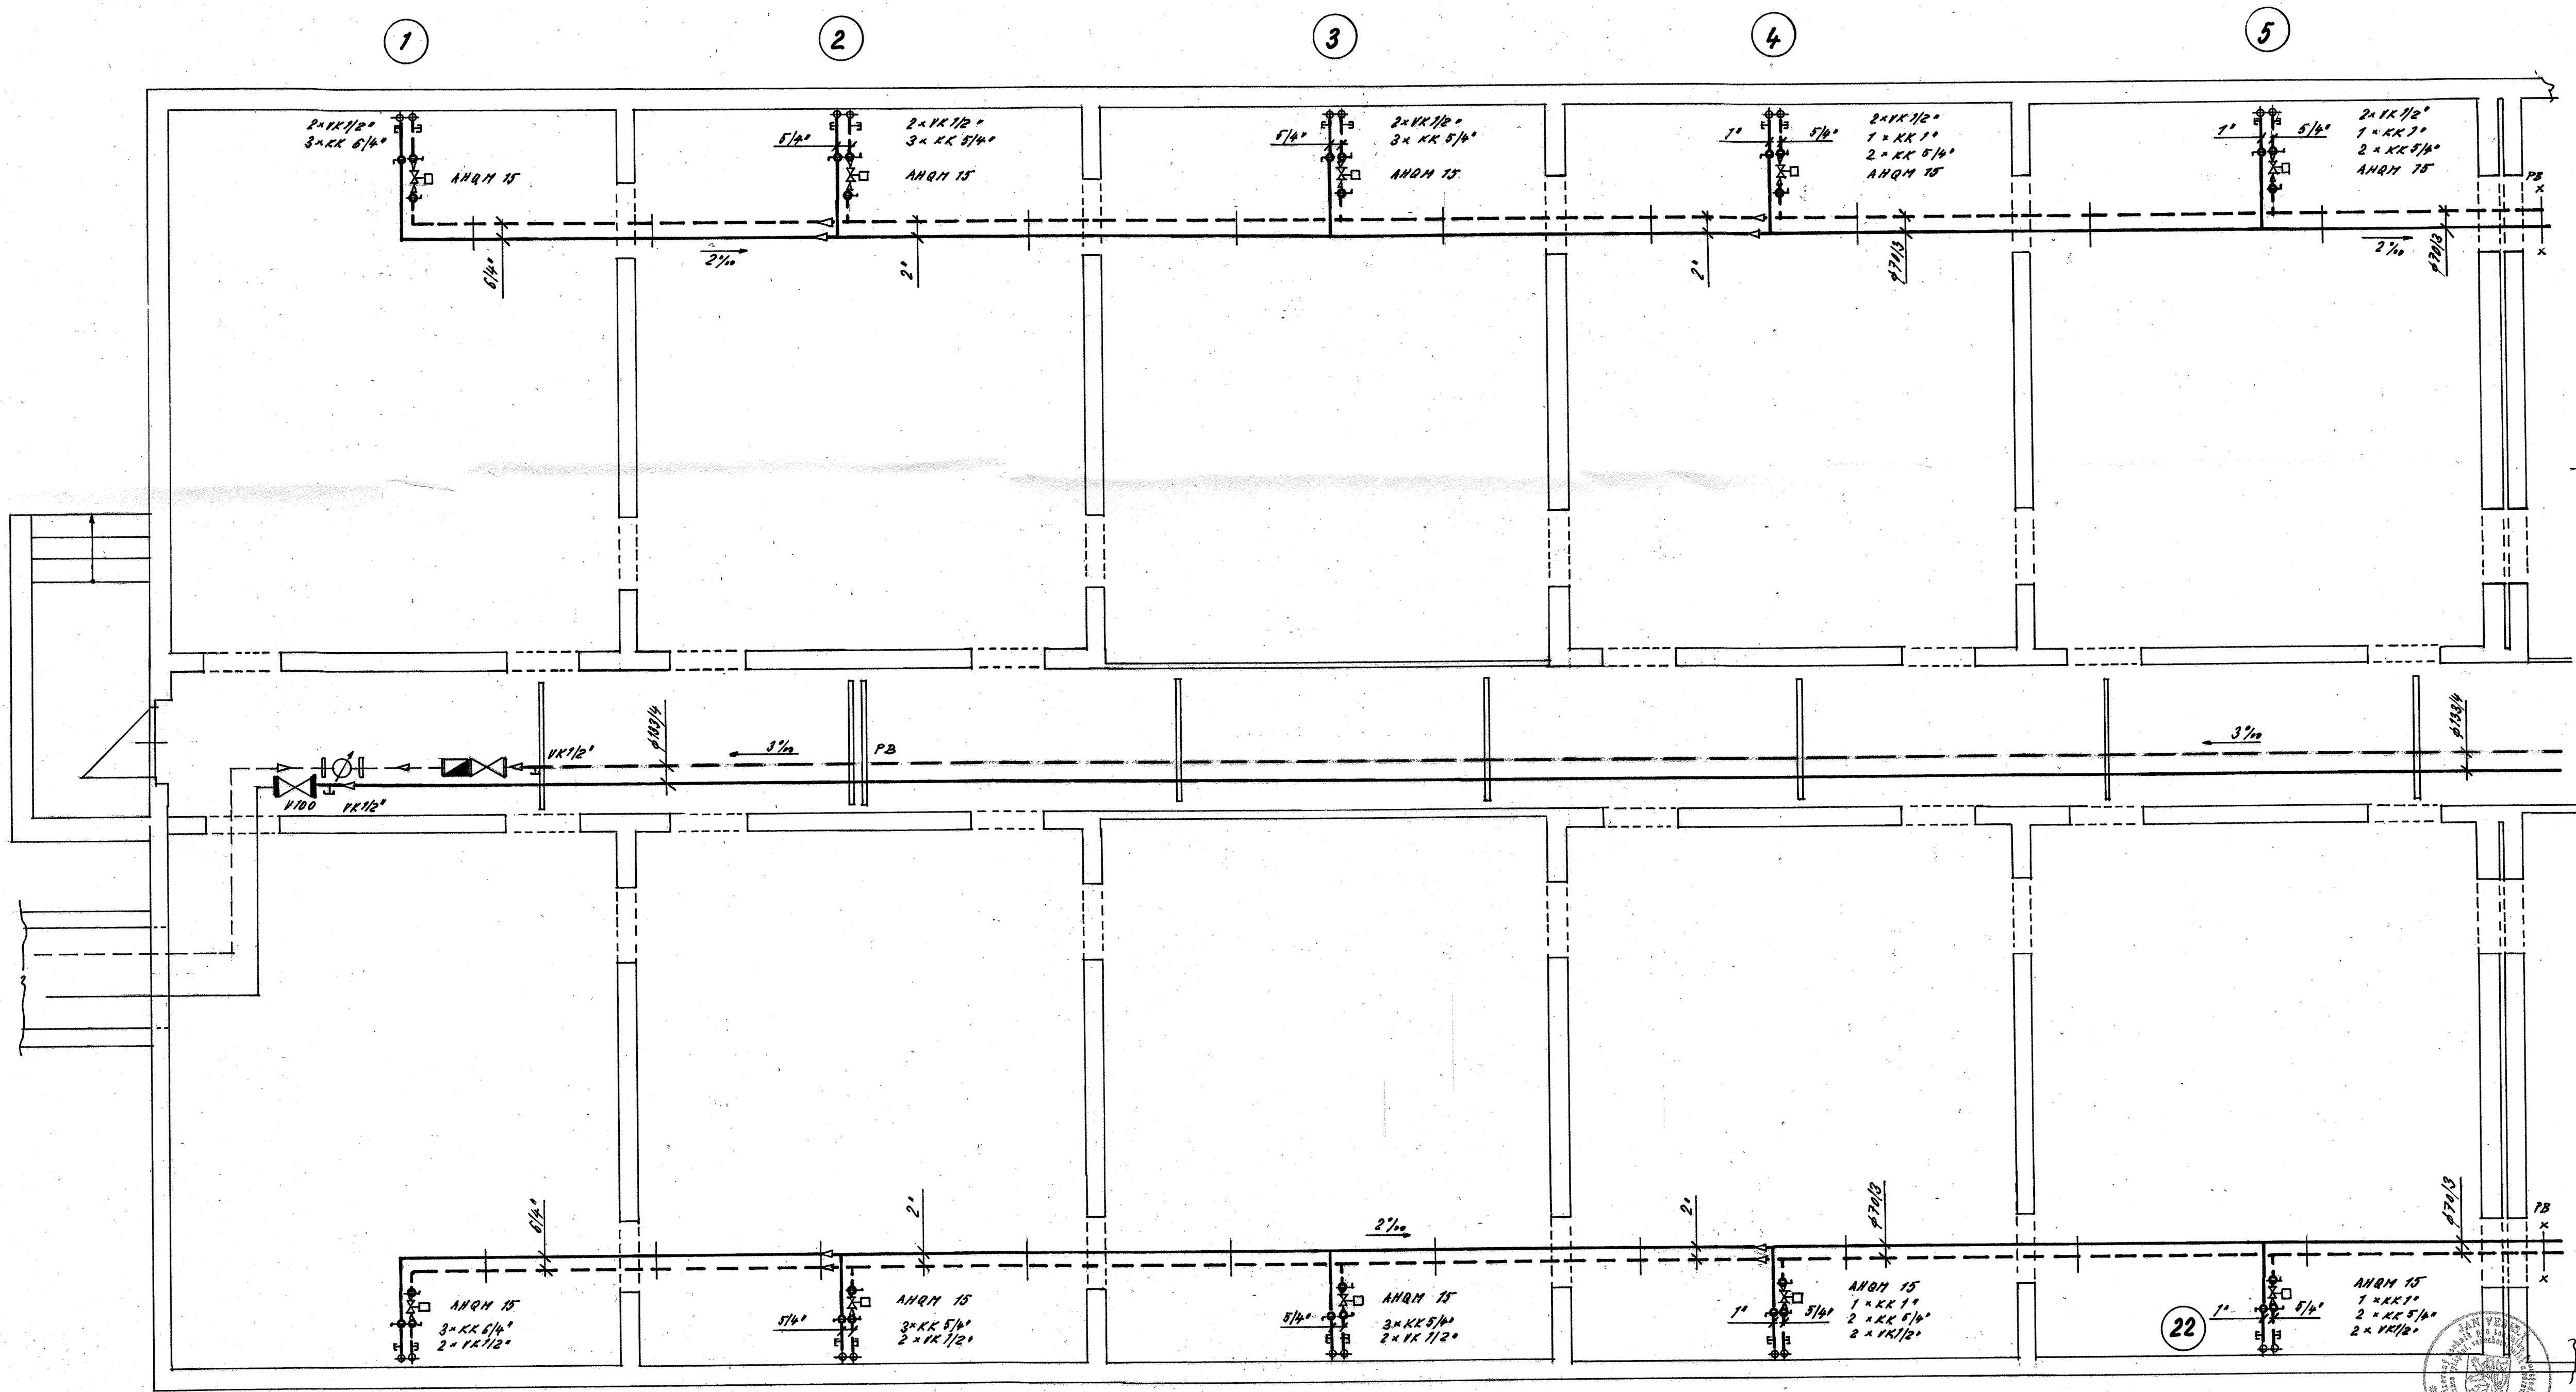 1
2
3
4
5
2×VK 1/2"
3×KK 6/4"
AHQM 15
5/4"
2×VK 1/2"
3×KK 5/4"
AHQM 15
5/4"
2×VK 1/2"
3×KK 5/4"
AHQM 15
1" 5/4"
2×VK 1/2"
1×KK 1"
2×KK 5/4"
AHQM 15
1" 5/4"
2×VK 1/2"
1×KK 1"
2×KK 5/4"
AHQM 15
PB
x
x
6/4"
2‰
2"
2"
φ70/3
2‰
φ70/3
φ133/4
3‰
PB
3‰
φ133/4
VK 1/2"
V100
VK 1/2"
6/4"
2"
2‰
2"
φ70/3
φ70/3
PB
x
x
AHQM 15
3×KK 6/4"
2×VK 1/2"
5/4"
AHQM 15
3×KK 5/4"
2×VK 1/2"
5/4"
AHQM 15
3×KK 5/4"
2×VK 1/2"
1" 5/4"
AHQM 15
1×KK 1"
2×KK 5/4"
2×VK 1/2"
22
1" 5/4"
AHQM 15
1×KK 1"
2×KK 5/4"
2×VK 1/2"
JAN VESELÝ